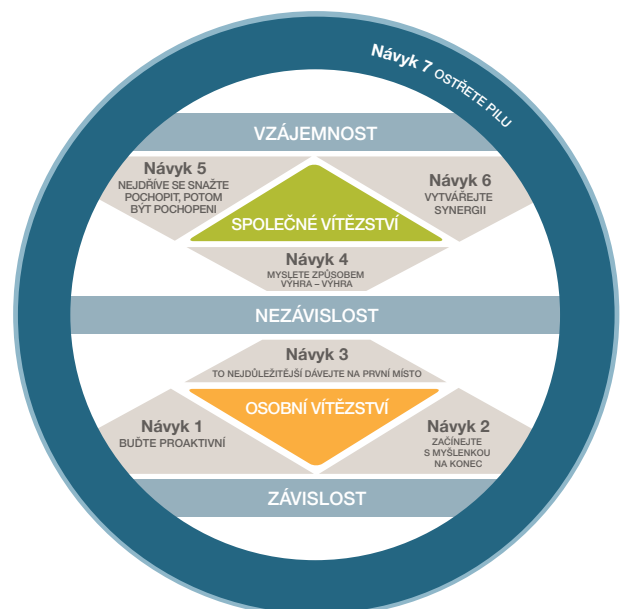 Návyk 7 OSTŘETE PILU
VZÁJEMNOST
Návyk 5
NEJDŘÍVE SE SNAŽTE
POCHOPIT, POTOM
BÝT POCHOPENI
Návyk 6
VYTVÁŘEJTE
SYNERGII
SPOLEČNÉ VÍTĚZSTVÍ
Návyk 4
MYSLETE ZPŮSOBEM
VÝHRA – VÝHRA
NEZÁVISLOST
Návyk 3
TO NEJDŮLEŽITĚJŠÍ DÁVEJTE NA PRVNÍ MÍSTO
OSOBNÍ VÍTĚZSTVÍ
Návyk 1
BUĎTE PROAKTIVNÍ
Návyk 2
ZAČÍNEJTE
S MYŠLENKOU
NA KONEC
ZÁVISLOST